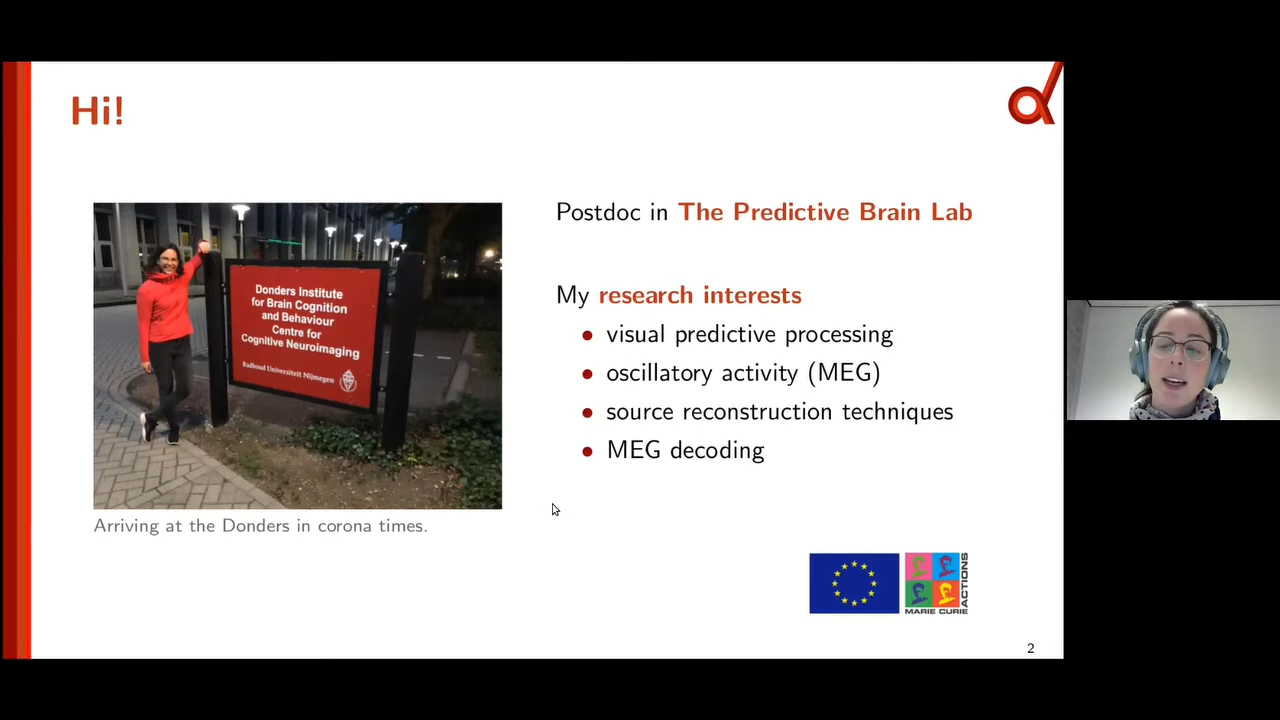 Hi!
Postdoc in The Predictive Brain Lab
Donders Institute
for Brain Cognition
and Behaviour
Centre for
Cognitive Neuroimaging
Radboud Universiteit Nijmegen
My research interests
• visual predictive processing
• oscillatory activity (MEG)
• source reconstruction techniques
• MEG decoding
Arriving at the Donders in corona times.
MARIE CURIE
ACTIONS
2